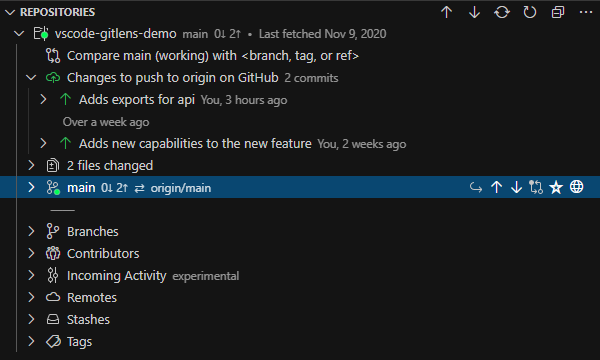 REPOSITORIES
vscode-gitlens-demo main 0↓ 2↑ • Last fetched Nov 9, 2020
Compare main (working) with <branch, tag, or ref>
Changes to push to origin on GitHub 2 commits
Adds exports for api You, 3 hours ago
Over a week ago
Adds new capabilities to the new feature You, 2 weeks ago
2 files changed
main 0↓ 2↑ ⇄ origin/main
Branches
Contributors
Incoming Activity experimental
Remotes
Stashes
Tags